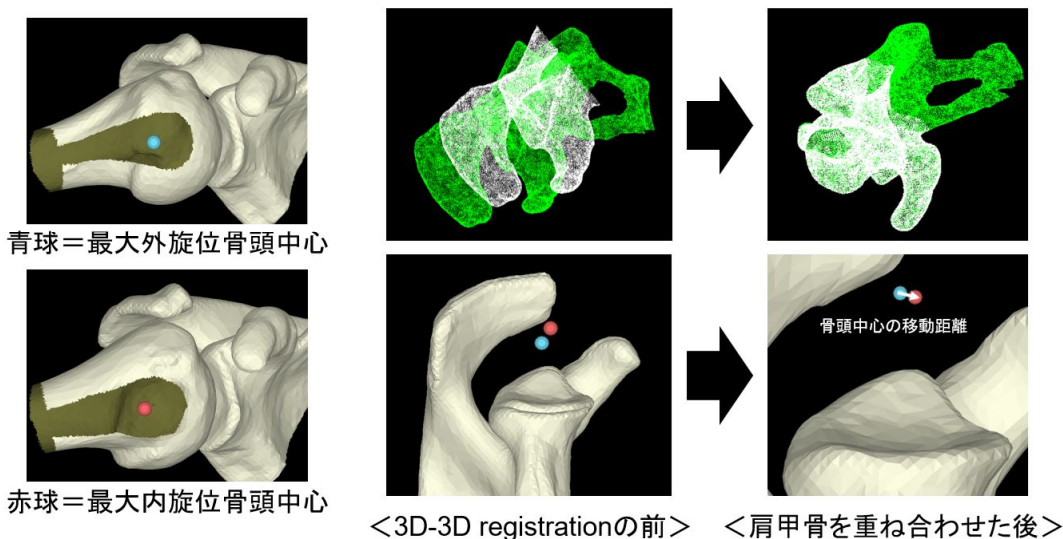 青球＝最大外旋位骨頭中心
骨頭中心の移動距離
赤球＝最大内旋位骨頭中心
＜3D-3D registrationの前＞
＜肩甲骨を重ね合わせた後＞